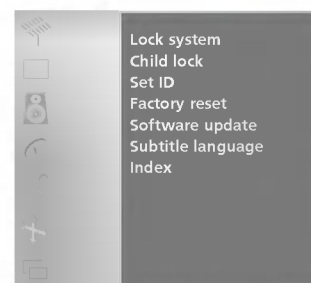 Lock system
Child lock
Set ID
Factory reset
Software update
Subtitle language
Index